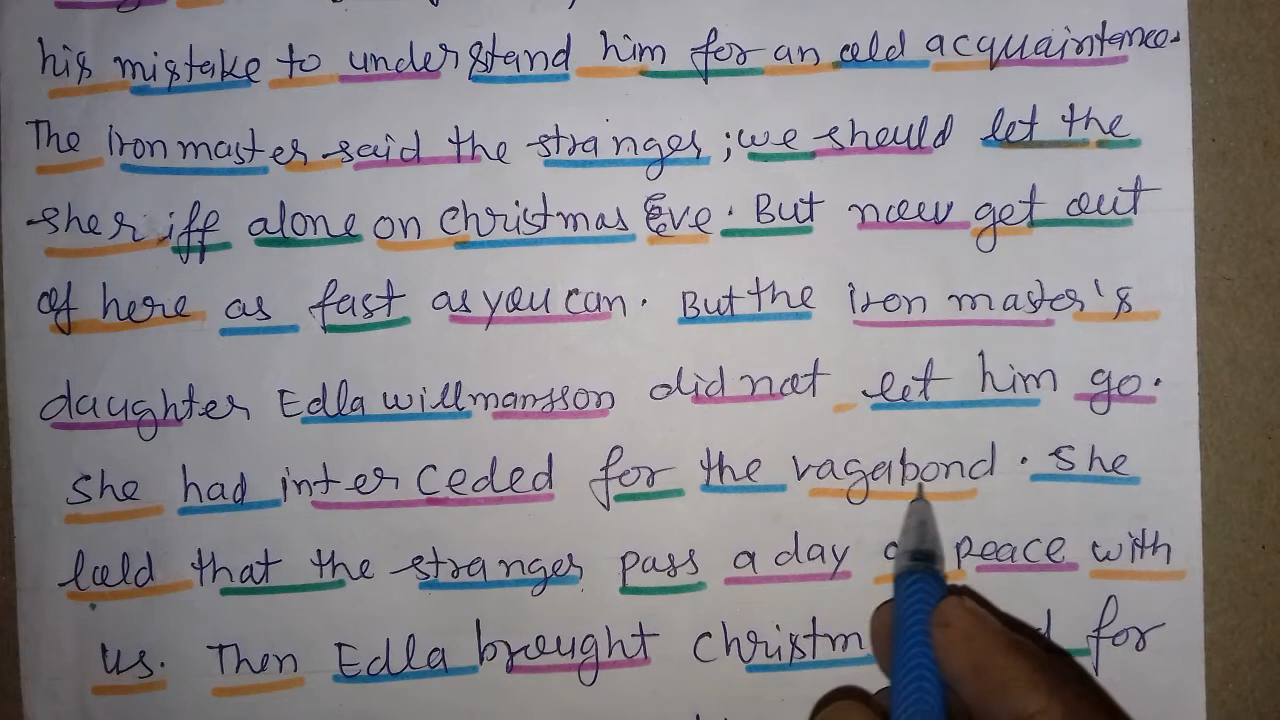 his mistake to understand him for an old acquaintance.
The Iron master said the stranger; we should let the
sheriff alone on christmas Eve. But now get out
of here as fast as you can. But the iron master's
daughter Edla willmansson did not let him go.
she had interceded for the vagabond. She
told that the stranger pass a day peace with
us. Then Edla brought for